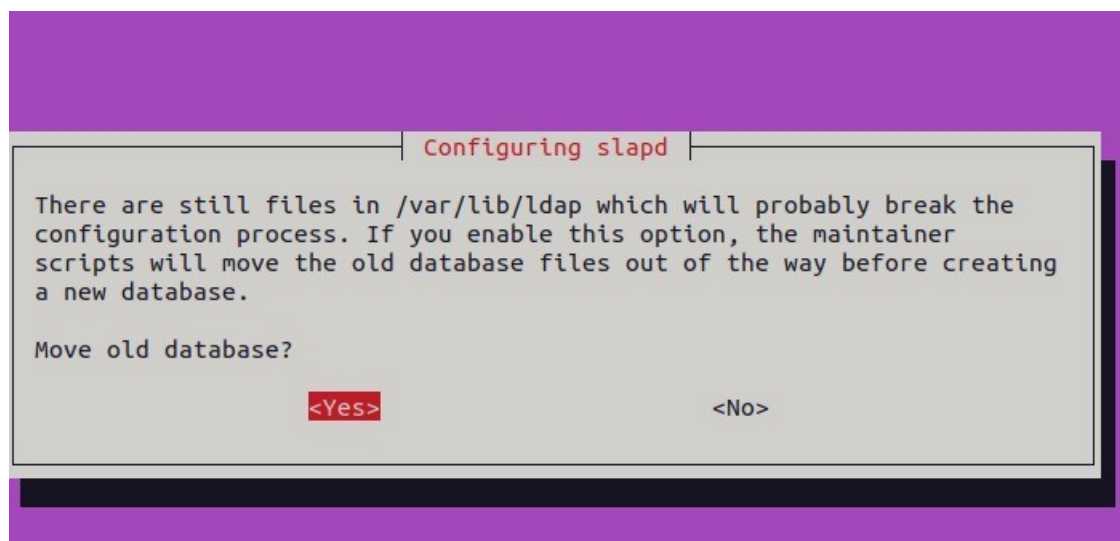 Configuring slapd
There are still files in /var/lib/ldap which will probably break the
configuration process. If you enable this option, the maintainer
scripts will move the old database files out of the way before creating
a new database.
Move old database?
<Yes> <No>